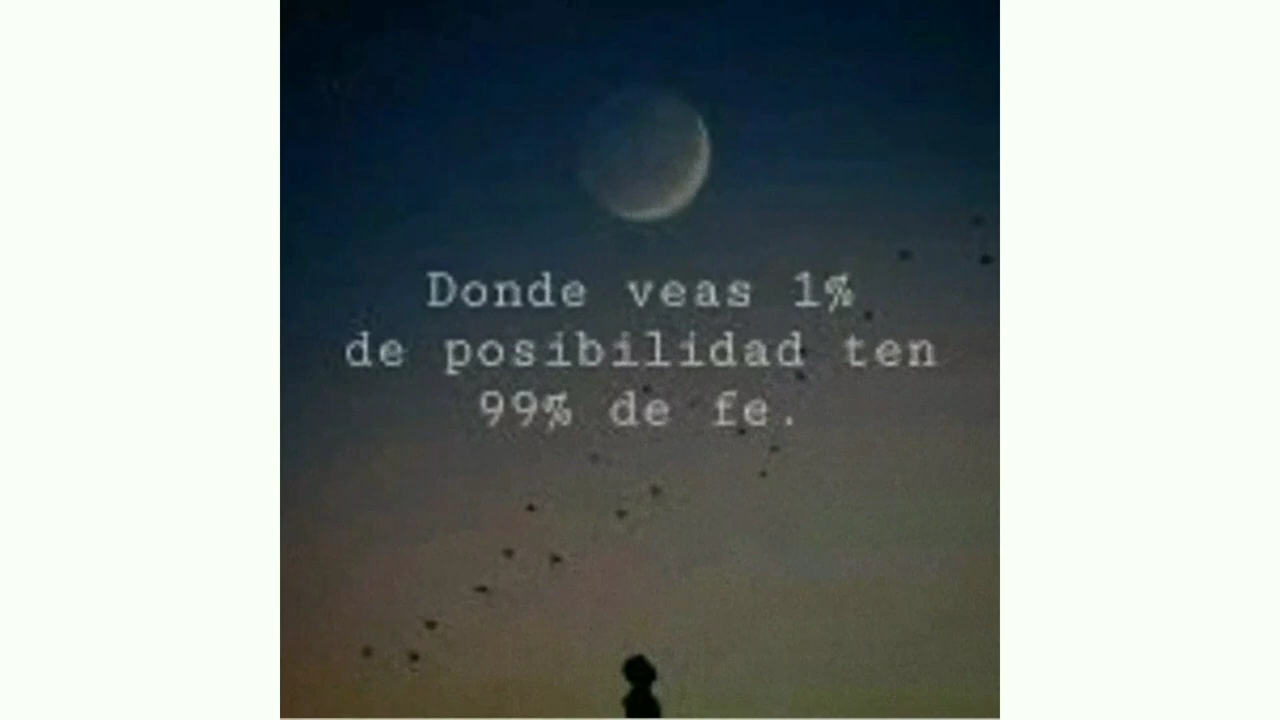 Donde veas 1%
de posibilidad ten
99% de fe.